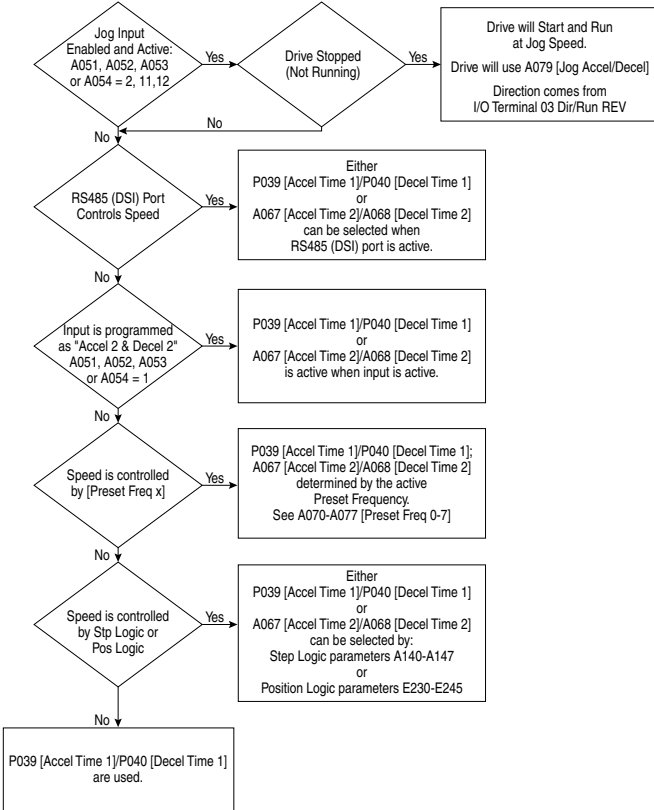 Jog Input
Enabled and Active:
A051, A052, A053
or A054 = 2, 11,12
Yes
Drive Stopped
(Not Running)
Yes
Drive will Start and Run
at Jog Speed.
Drive will use A079 [Jog Accel/Decel]
Direction comes from
I/O Terminal 03 Dir/Run REV
No
No
RS485 (DSI) Port
Controls Speed
Yes
Either
P039 [Accel Time 1]/P040 [Decel Time 1]
or
A067 [Accel Time 2]/A068 [Decel Time 2]
can be selected when
RS485 (DSI) port is active.
No
Input is programmed
as "Accel 2 & Decel 2"
A051, A052, A053
or A054 = 1
Yes
P039 [Accel Time 1]/P040 [Decel Time 1]
or
A067 [Accel Time 2]/A068 [Decel Time 2]
is active when input is active.
No
Speed is controlled
by [Preset Freq x]
Yes
P039 [Accel Time 1]/P040 [Decel Time 1];
A067 [Accel Time 2]/A068 [Decel Time 2]
determined by the active
Preset Frequency.
See A070-A077 [Preset Freq 0-7]
No
Speed is controlled
by Stp Logic or
Pos Logic
Yes
Either
P039 [Accel Time 1]/P040 [Decel Time 1]
or
A067 [Accel Time 2]/A068 [Decel Time 2]
can be selected by:
Step Logic parameters A140-A147
or
Position Logic parameters E230-E245
No
P039 [Accel Time 1]/P040 [Decel Time 1]
are used.